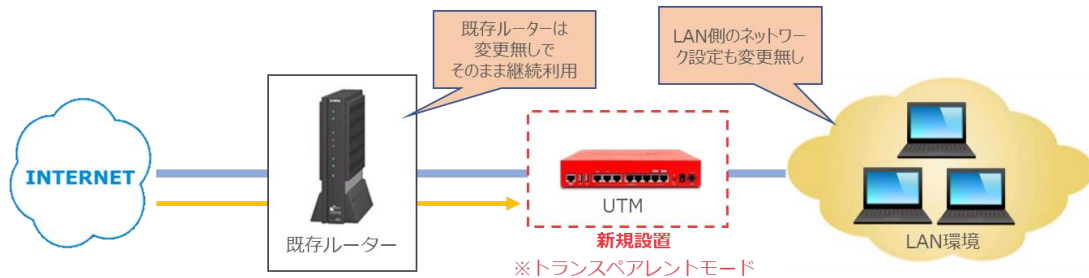 既存ルーターは
変更無しで
そのまま継続利用
LAN側のネットワー
ク設定も変更無し
INTERNET
既存ルーター
UTM
新規設置
※トランスペアレントモード
LAN環境